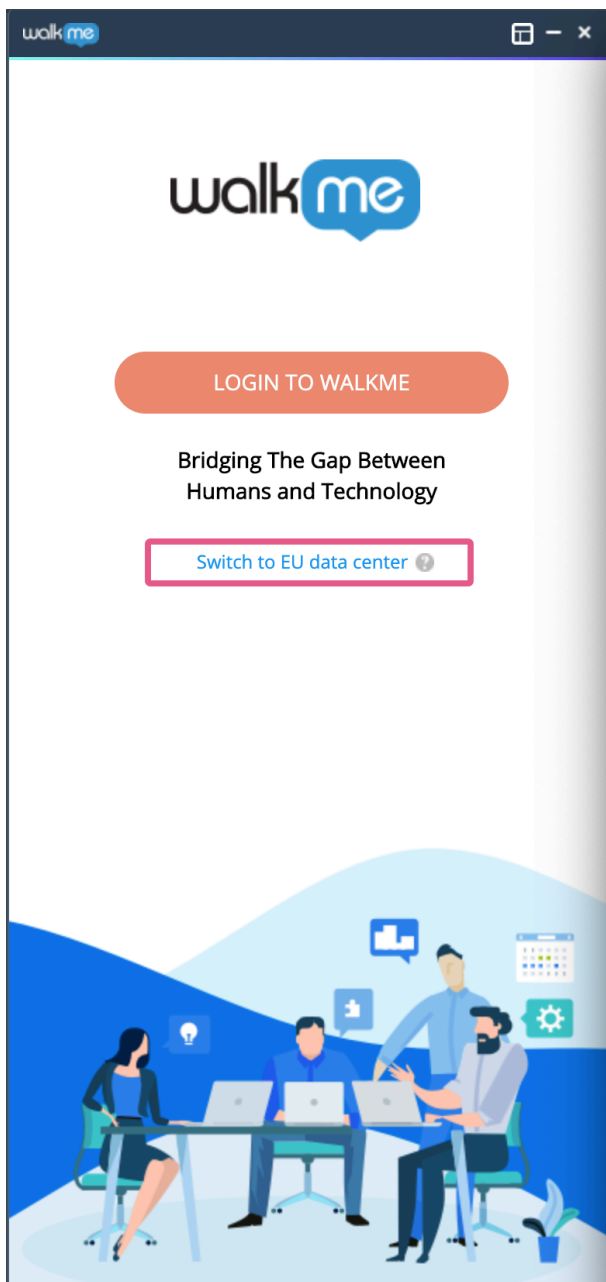 walkme
walkme
LOGIN TO WALKME
Bridging The Gap Between
Humans and Technology
Switch to EU data center ?